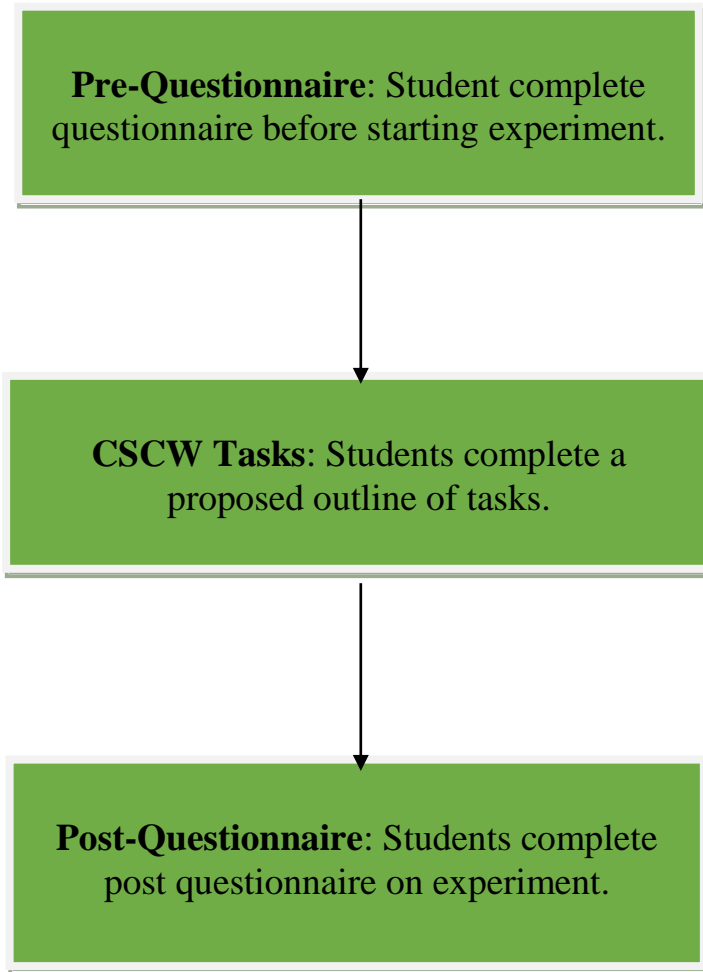 Pre-Questionnaire: Student complete
questionnaire before starting experiment.
CSCW Tasks: Students complete a
proposed outline of tasks.
Post-Questionnaire: Students complete
post questionnaire on experiment.